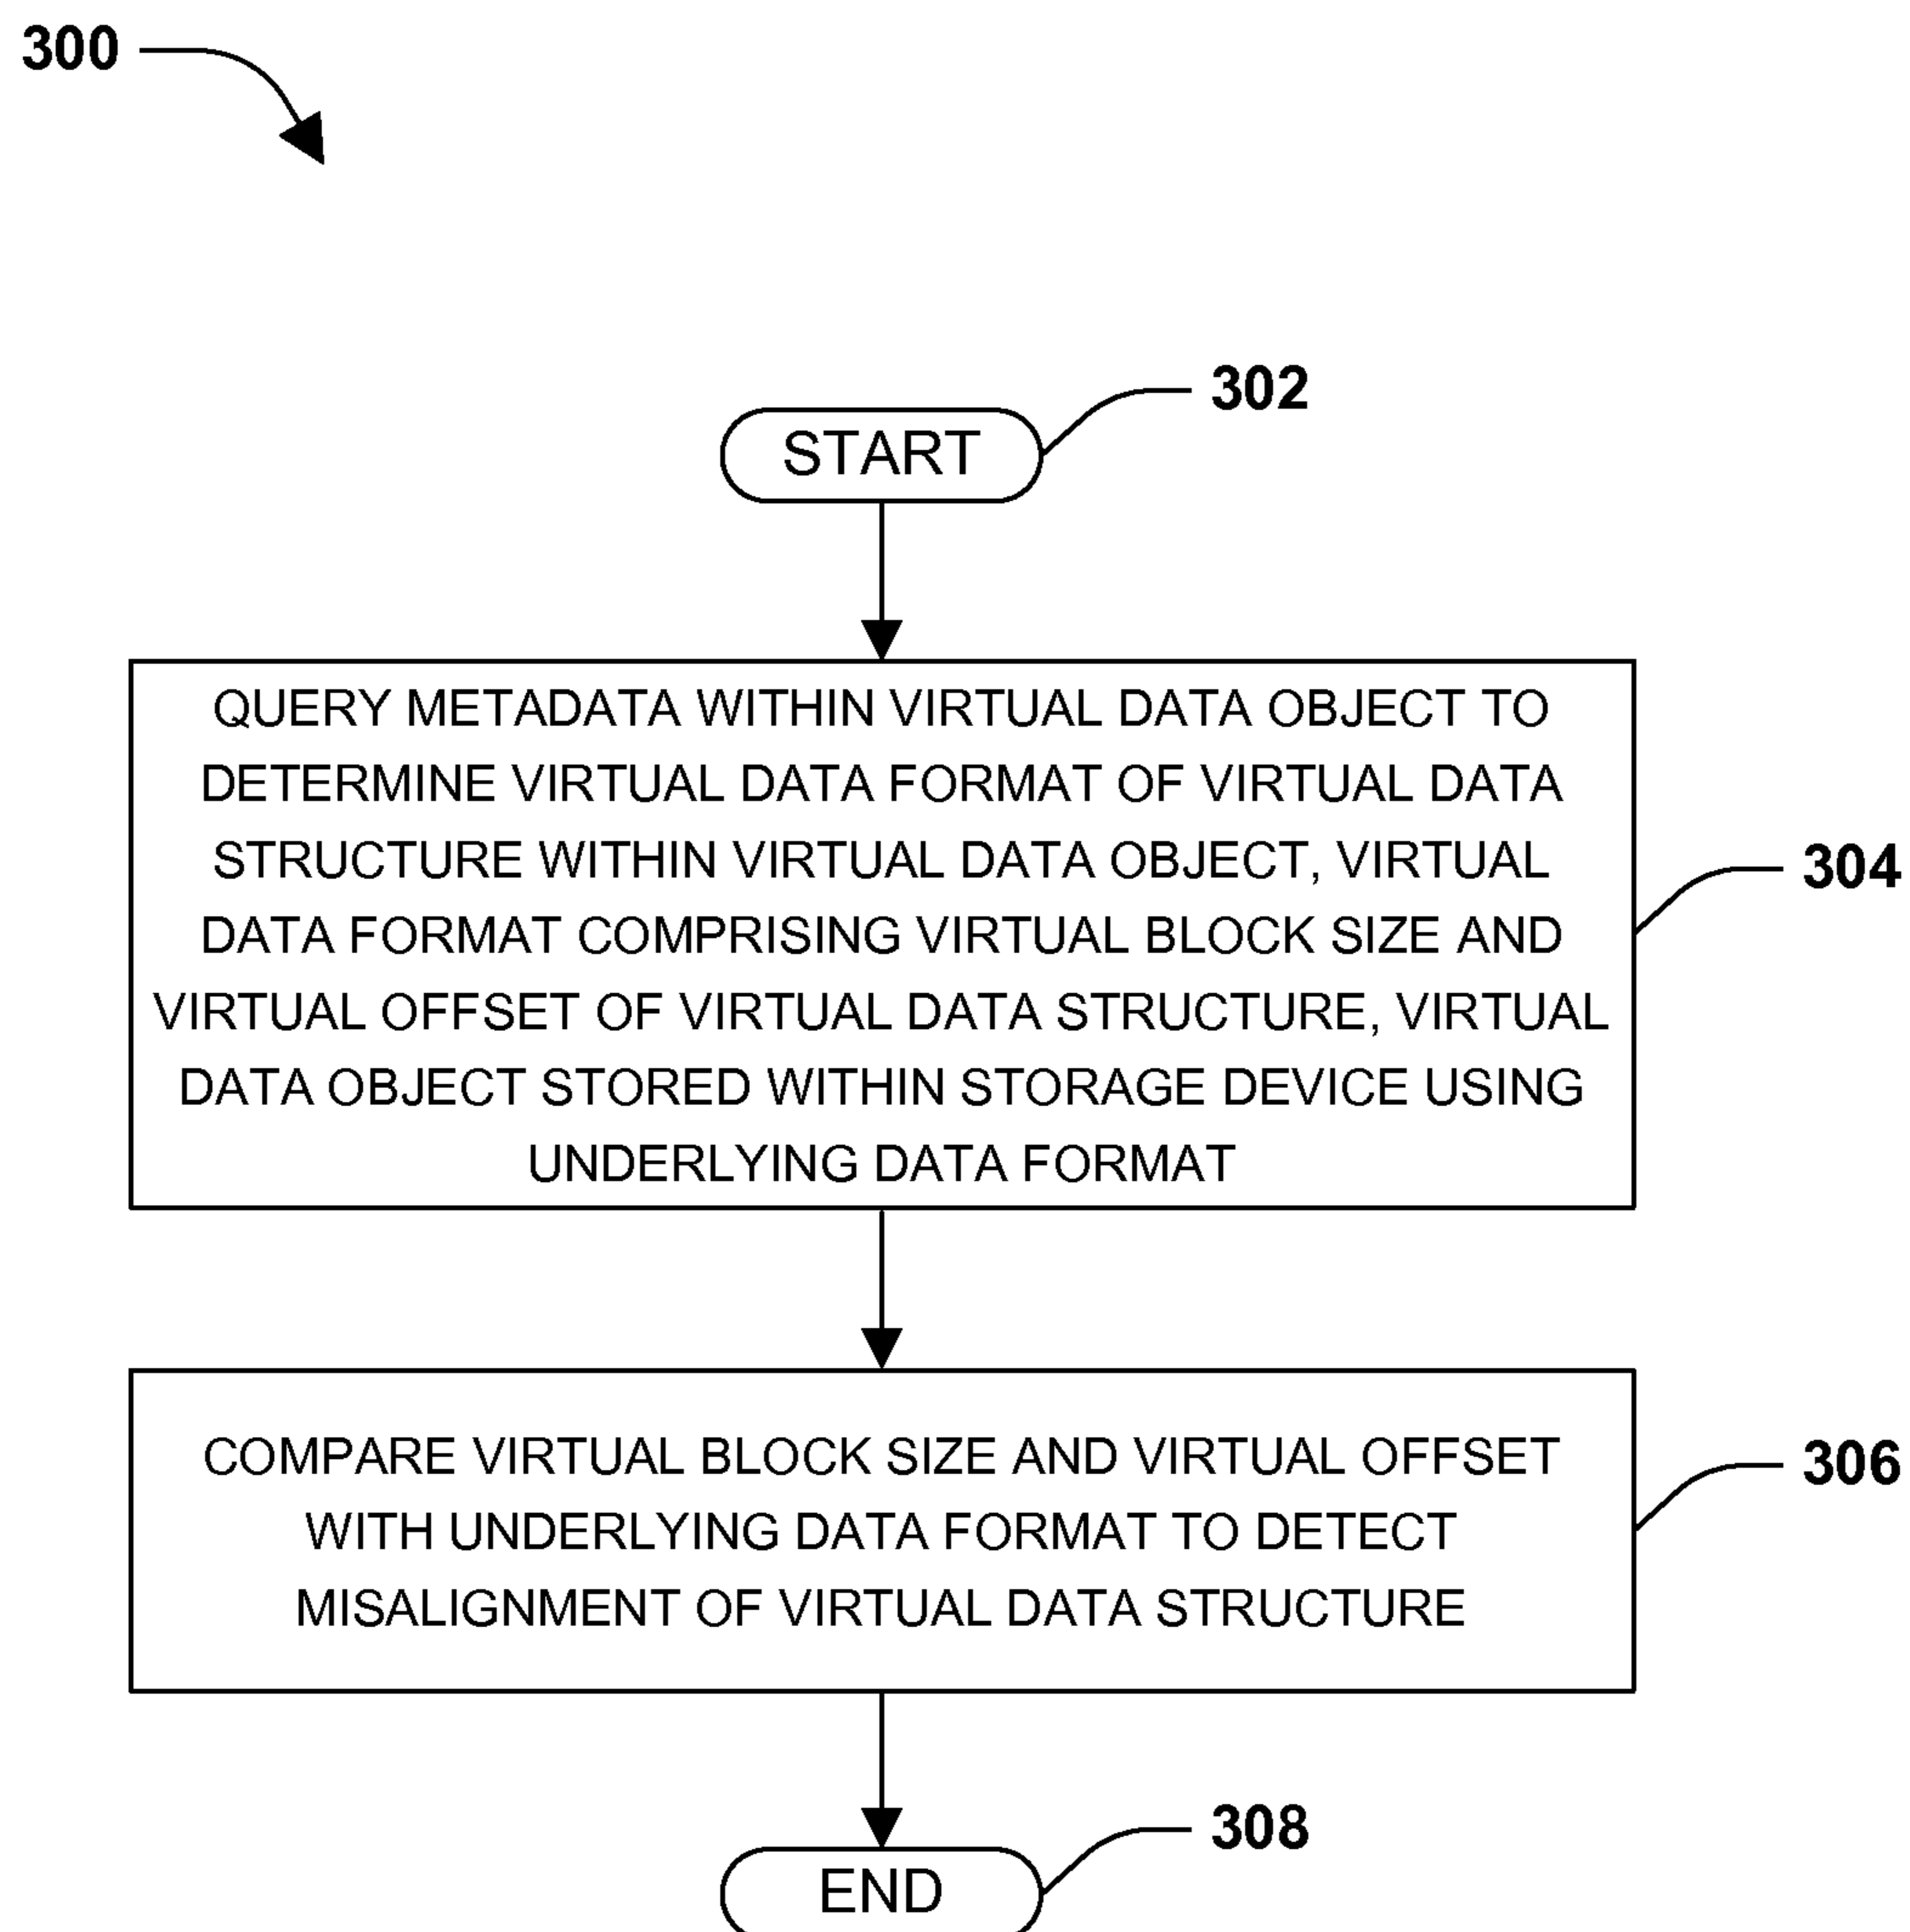 300
302
START
QUERY METADATA WITHIN VIRTUAL DATA OBJECT TO
DETERMINE VIRTUAL DATA FORMAT OF VIRTUAL DATA
STRUCTURE WITHIN VIRTUAL DATA OBJECT, VIRTUAL
DATA FORMAT COMPRISING VIRTUAL BLOCK SIZE AND
VIRTUAL OFFSET OF VIRTUAL DATA STRUCTURE, VIRTUAL
DATA OBJECT STORED WITHIN STORAGE DEVICE USING
UNDERLYING DATA FORMAT
304
COMPARE VIRTUAL BLOCK SIZE AND VIRTUAL OFFSET
WITH UNDERLYING DATA FORMAT TO DETECT
MISALIGNMENT OF VIRTUAL DATA STRUCTURE
306
308
END